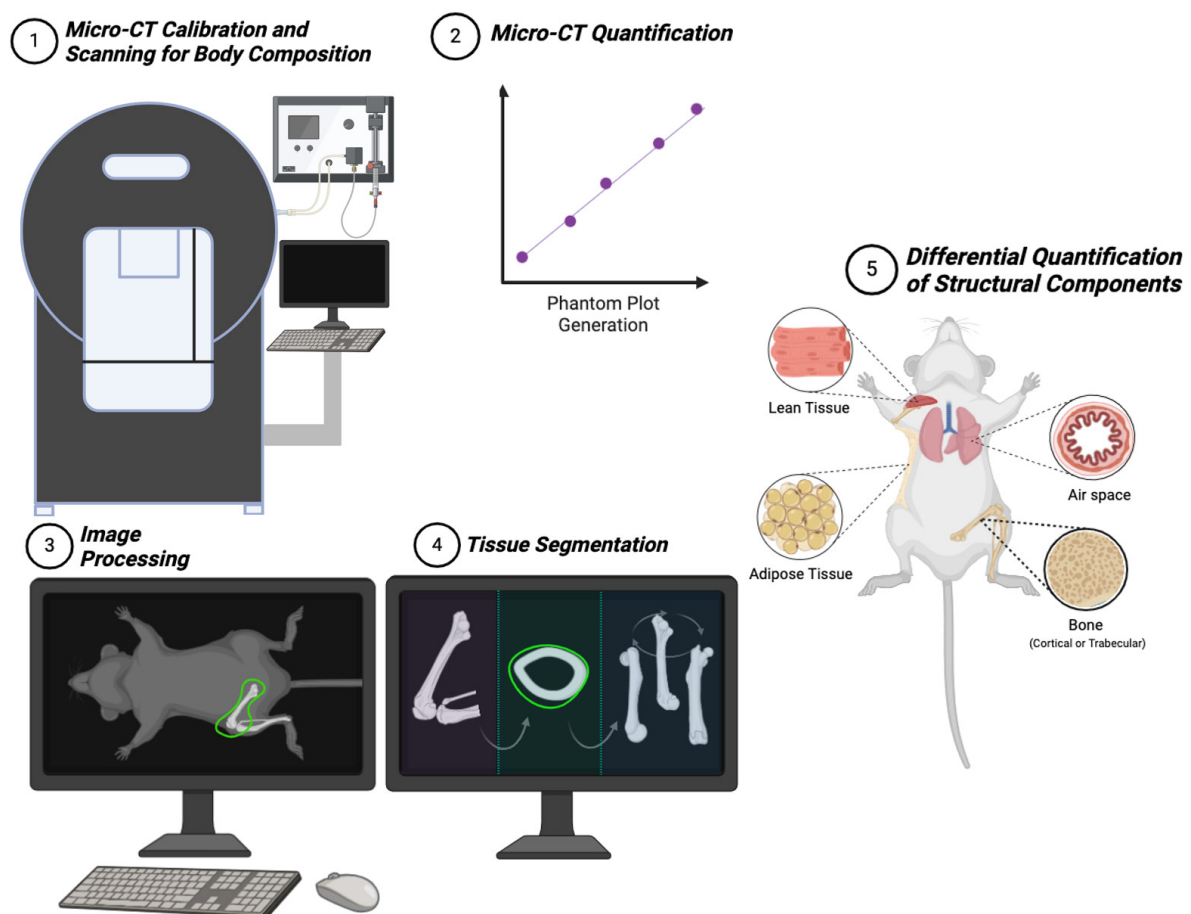 1
Micro-CT Calibration and
Scanning for Body Composition
2
Micro-CT Quantification
Phantom Plot
Generation
3
Image
Processing
4
Tissue Segmentation
5
Differential Quantification
of Structural Components
Lean Tissue
Air space
Adipose Tissue
Bone
(Cortical or Trabecular)